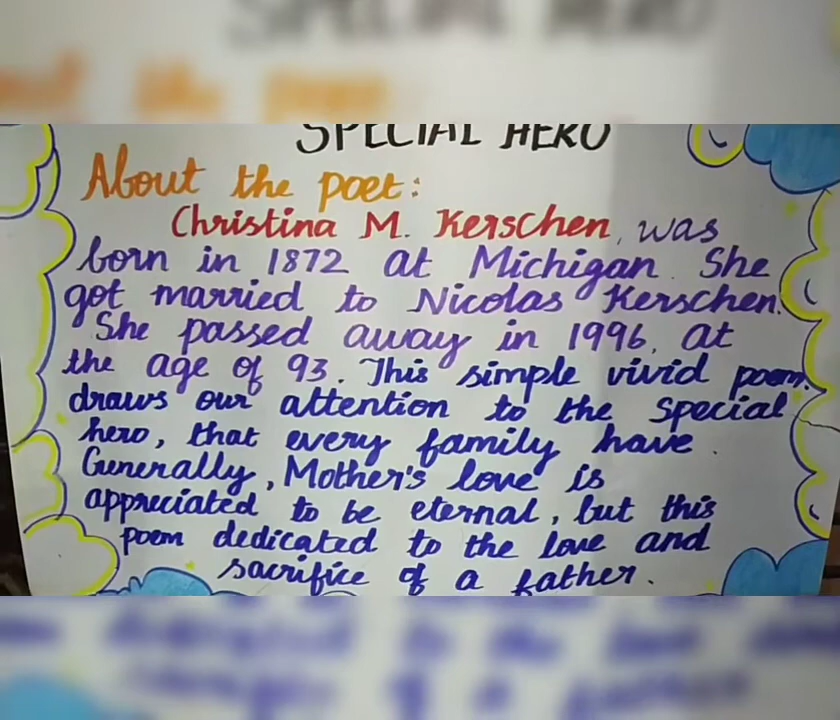 SPECIAL HERO
About the poet:
Christina M. Kerschen, was
born in 1872 at Michigan. She
got married to Nicolas Kerschen.
She passed away in 1996, at
the age of 93. This simple vivid poem.
draws our attention to the special
hero, that every family have.
Generally, Mother's love is
appreciated to be eternal, but this
poem dedicated to the love and
sacrifice of a father.